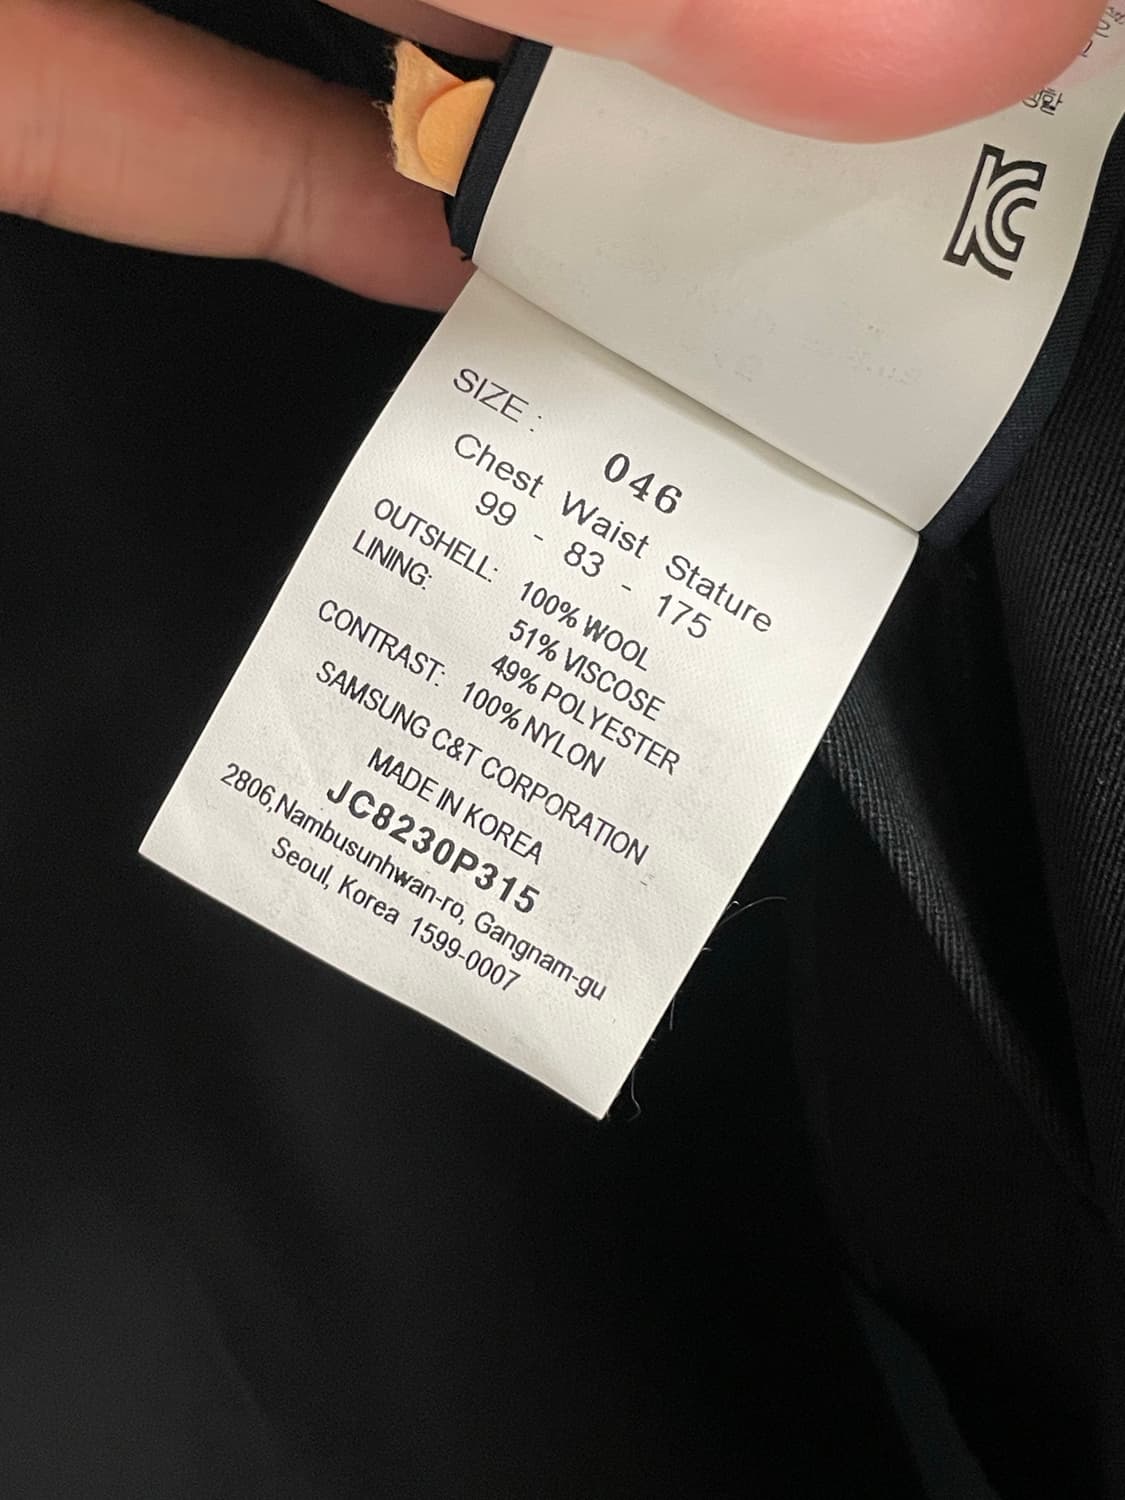 KC
SIZE : 046
Chest Waist Stature
99 - 83 - 175
OUTSHELL: 100% WOOL
LINING: 51% VISCOSE
49% POLYESTER
CONTRAST: 100% NYLON
SAMSUNG C&T CORPORATION
MADE IN KOREA
JC8230P315
2806,Nambusunhwan-ro, Gangnam-gu
Seoul, Korea 1599-0007